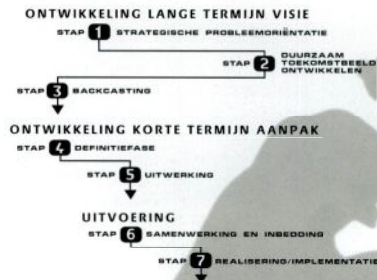 ONTWIKKELING LANGE TERMIJN VISIE
STAP 1 STRATEGISCHE PROBLEEMORIËNTATIE
STAP 2 DUURZAAM
TOEKOMSTBEELD
ONTWIKKELEN
STAP 3 BACKCASTING
ONTWIKKELING KORTE TERMIJN AANPAK
STAP 4 DEFINITIEFASE
STAP 5 UITWERKING
UITVOERING
STAP 6 SAMENWERKING EN INBEDDING
STAP 7 REALISERING/IMPLEMENTATIE